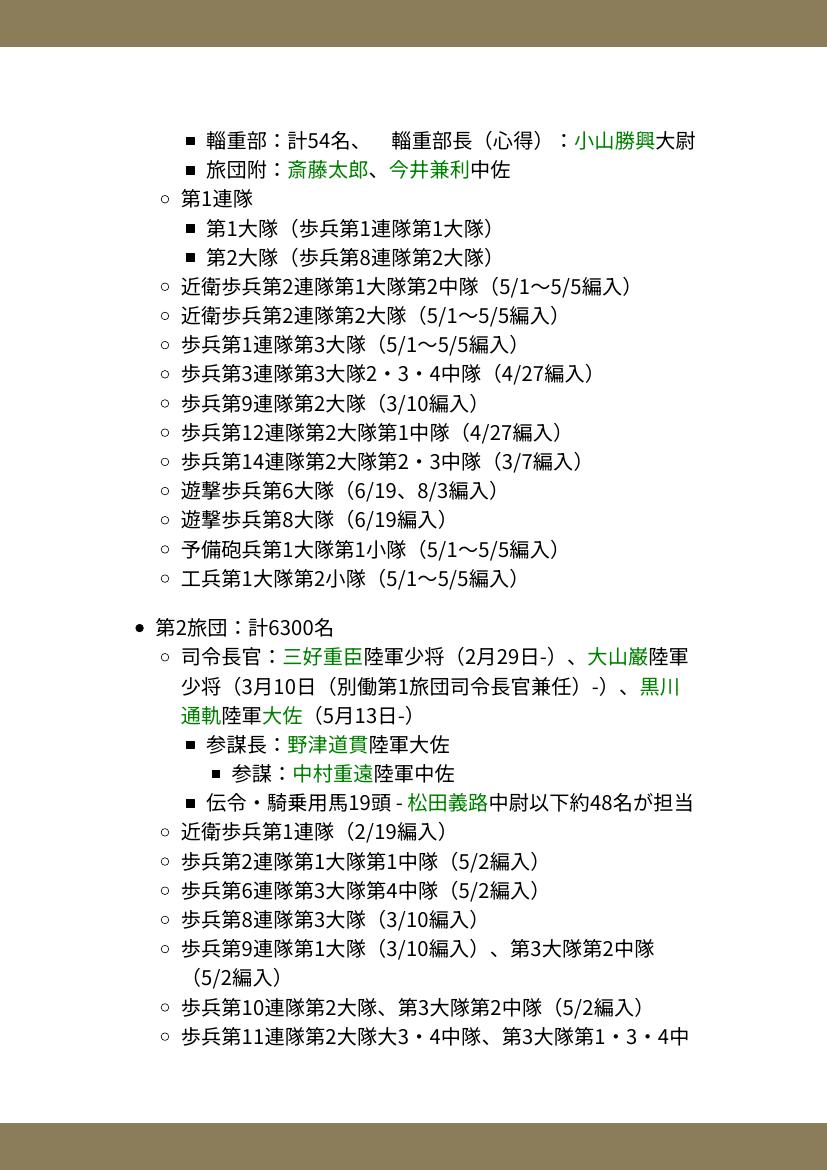 ▪ 輜重部：計54名、　輜重部長（心得）：小山勝興大尉
▪ 旅団附：斎藤太郎、今井兼利中佐
○ 第1連隊
▪ 第1大隊（歩兵第1連隊第1大隊）
▪ 第2大隊（歩兵第8連隊第2大隊）
○ 近衛歩兵第2連隊第1大隊第2中隊（5/1～5/5編入）
○ 近衛歩兵第2連隊第2大隊（5/1～5/5編入）
○ 歩兵第1連隊第3大隊（5/1～5/5編入）
○ 歩兵第3連隊第3大隊2・3・4中隊（4/27編入）
○ 歩兵第9連隊第2大隊（3/10編入）
○ 歩兵第12連隊第2大隊第1中隊（4/27編入）
○ 歩兵第14連隊第2大隊第2・3中隊（3/7編入）
○ 遊撃歩兵第6大隊（6/19、8/3編入）
○ 遊撃歩兵第8大隊（6/19編入）
○ 予備砲兵第1大隊第1小隊（5/1～5/5編入）
○ 工兵第1大隊第2小隊（5/1～5/5編入）
● 第2旅団：計6300名
○ 司令長官：三好重臣陸軍少将（2月29日-）、大山巌陸軍
少将（3月10日（別働第1旅団司令長官兼任）-）、黒川
通軌陸軍大佐（5月13日-）
▪ 参謀長：野津道貫陸軍大佐
▪ 参謀：中村重遠陸軍中佐
▪ 伝令・騎乗用馬19頭 - 松田義路中尉以下約48名が担当
○ 近衛歩兵第1連隊（2/19編入）
○ 歩兵第2連隊第1大隊第1中隊（5/2編入）
○ 歩兵第6連隊第3大隊第4中隊（5/2編入）
○ 歩兵第8連隊第3大隊（3/10編入）
○ 歩兵第9連隊第1大隊（3/10編入）、第3大隊第2中隊
（5/2編入）
○ 歩兵第10連隊第2大隊、第3大隊第2中隊（5/2編入）
○ 歩兵第11連隊第2大隊大3・4中隊、第3大隊第1・3・4中